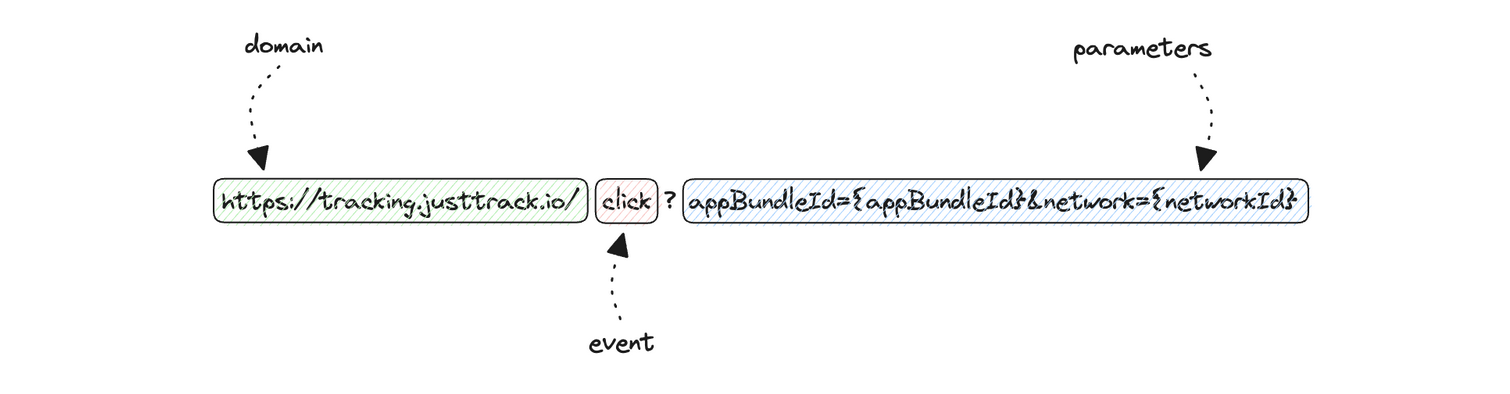 domain
parameters
https://tracking.justtrack.io/ click ? appBundleId={appBundleId}&network={networkId}
event